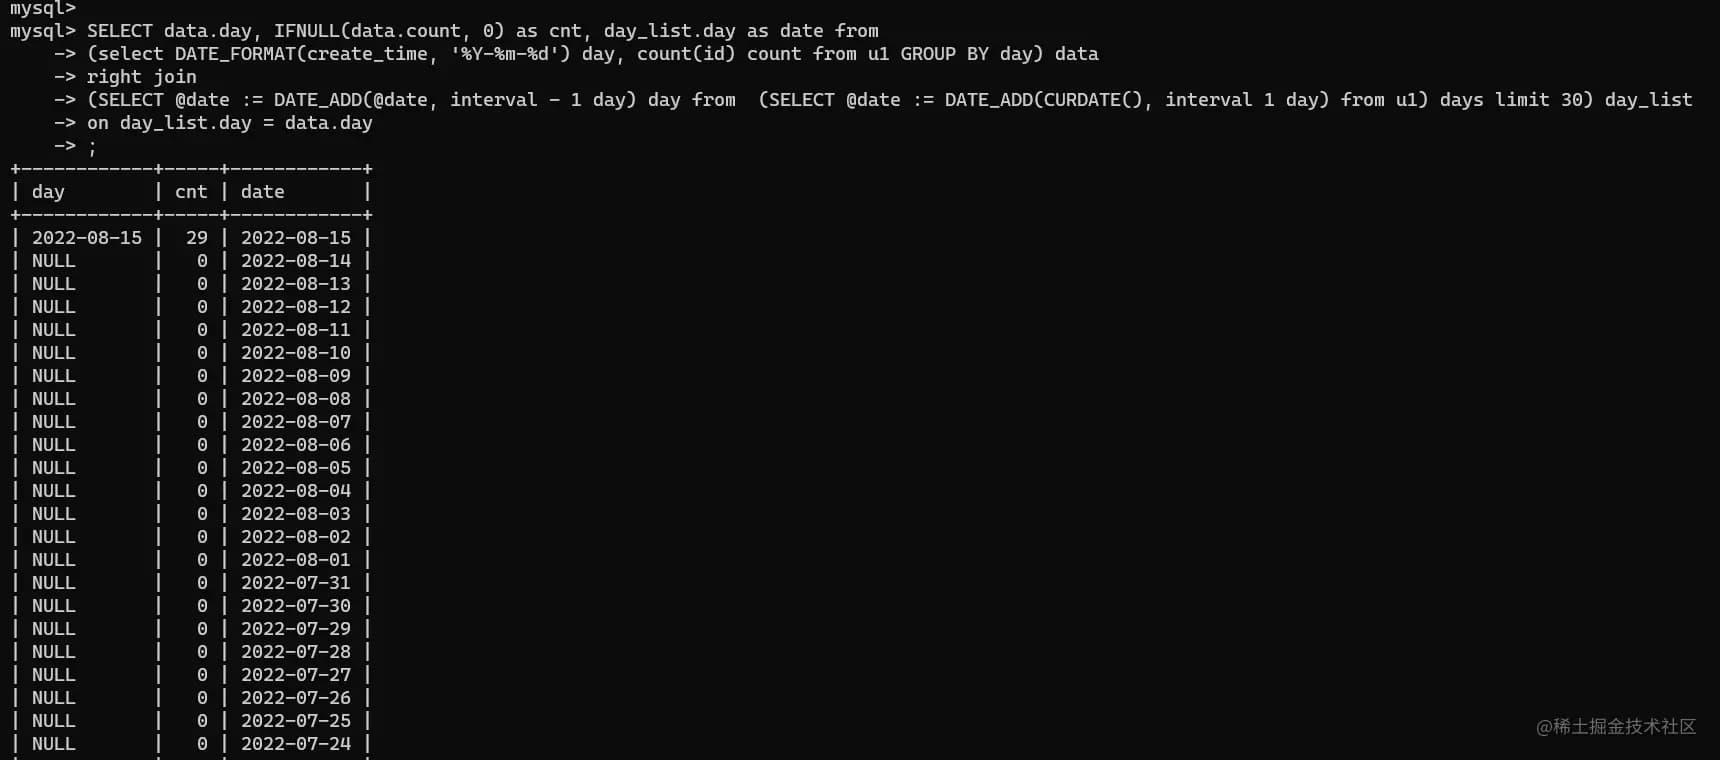 mysql>
mysql> SELECT data.day, IFNULL(data.count, 0) as cnt, day_list.day as date from
    -> (select DATE_FORMAT(create_time, '%Y-%m-%d') day, count(id) count from u1 GROUP BY day) data
    -> right join
    -> (SELECT @date := DATE_ADD(@date, interval - 1 day) day from  (SELECT @date := DATE_ADD(CURDATE(), interval 1 day) from u1) days limit 30) day_list
    -> on day_list.day = data.day
    -> ;
+------------+-----+------------+
| day        | cnt | date       |
+------------+-----+------------+
| 2022-08-15 |  29 | 2022-08-15 |
| NULL       |   0 | 2022-08-14 |
| NULL       |   0 | 2022-08-13 |
| NULL       |   0 | 2022-08-12 |
| NULL       |   0 | 2022-08-11 |
| NULL       |   0 | 2022-08-10 |
| NULL       |   0 | 2022-08-09 |
| NULL       |   0 | 2022-08-08 |
| NULL       |   0 | 2022-08-07 |
| NULL       |   0 | 2022-08-06 |
| NULL       |   0 | 2022-08-05 |
| NULL       |   0 | 2022-08-04 |
| NULL       |   0 | 2022-08-03 |
| NULL       |   0 | 2022-08-02 |
| NULL       |   0 | 2022-08-01 |
| NULL       |   0 | 2022-07-31 |
| NULL       |   0 | 2022-07-30 |
| NULL       |   0 | 2022-07-29 |
| NULL       |   0 | 2022-07-28 |
| NULL       |   0 | 2022-07-27 |
| NULL       |   0 | 2022-07-26 |
| NULL       |   0 | 2022-07-25 |
| NULL       |   0 | 2022-07-24 |
@稀土掘金技术社区